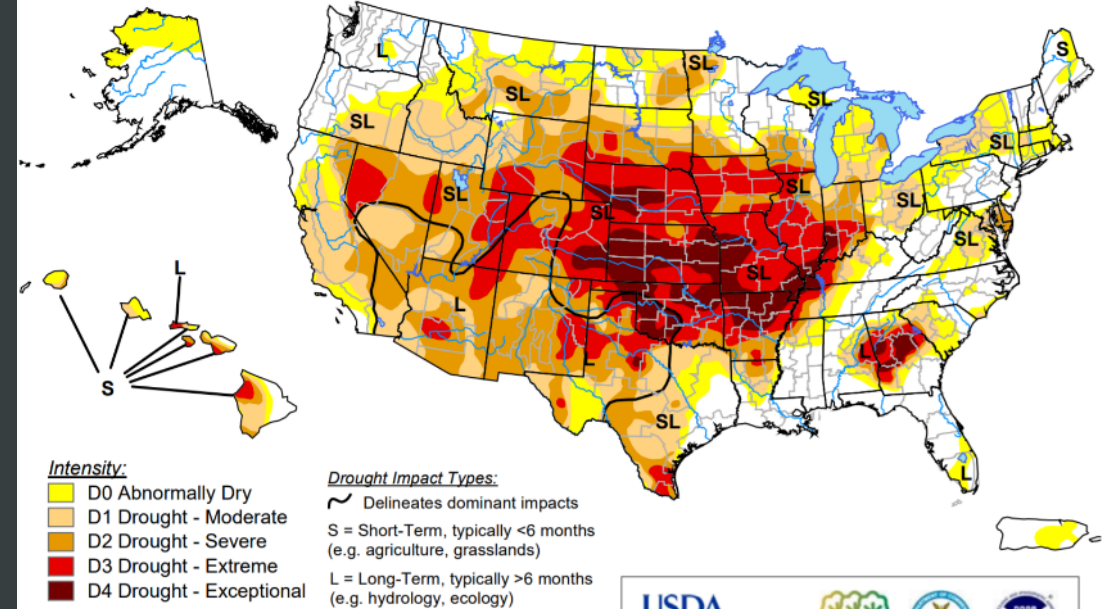 L
S
SL
SL
SL
SL
SL
SL
SL
SL
SL
SL
SL
SL
L
L
L
SL
L
L
S
Intensity:
D0 Abnormally Dry
D1 Drought - Moderate
D2 Drought - Severe
D3 Drought - Extreme
D4 Drought - Exceptional
Drought Impact Types:
Delineates dominant impacts
S = Short-Term, typically <6 months
(e.g. agriculture, grasslands)
L = Long-Term, typically >6 months
(e.g. hydrology, ecology)
USDA